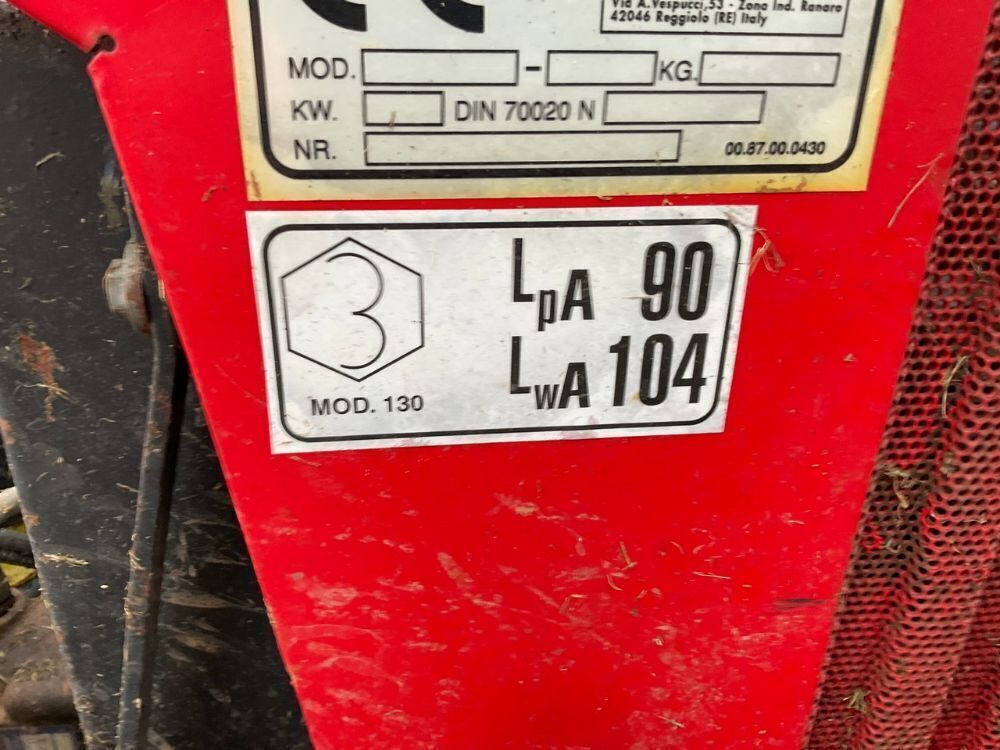 CE
Via A.Vespucci,53 - Zona Ind. Ranaro
42046 Reggiolo (RE) Italy
MOD. - KG.
KW. DIN 70020 N
NR. 00.87.00.0430
3
LpA 90
LwA 104
MOD. 130